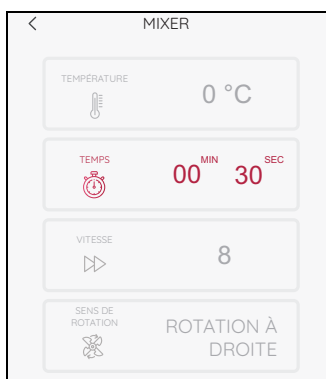 MIXER
TEMPÉRATURE
0 °C
TEMPS
00 MIN 30 SEC
VITESSE
8
SENS DE
ROTATION
ROTATION À
DROITE